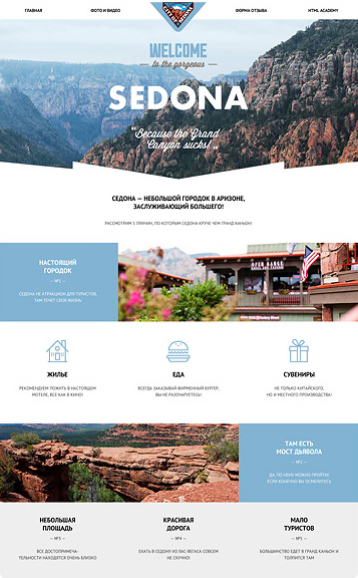 ГЛАВНАЯ
ФОТО И ВИДЕО
ФОРМА ОТЗЫВА
HTML ACADEMY
WELCOME
to the gorgeous
SEDONA
"Because the Grand
Canyon sucks!"
СЕДОНА — НЕБОЛЬШОЙ ГОРОДОК В АРИЗОНЕ,
ЗАСЛУЖИВАЮЩИЙ БОЛЬШЕГО!
РАССМОТРИМ 5 ПРИЧИН, ПО КОТОРЫМ СЕДОНА КРУЧЕ ЧЕМ ГРАНД КАНЬОН!
НАСТОЯЩИЙ
ГОРОДОК
— №1 —
СЕДОНА НЕ АТТРАКЦИОН ДЛЯ ТУРИСТОВ,
ТАМ ТЕЧЕТ СВОЯ ЖИЗНЬ
ЖИЛЬЕ
РЕКОМЕНДУЕМ ПОЖИТЬ В НАСТОЯЩЕМ
МОТЕЛЕ, ВСЕ КАК В КИНО!
ЕДА
ВСЕГДА ЗАКАЗЫВАЙ ФИРМЕННЫЙ БУРГЕР,
ВЫ НЕ РАЗОЧАРУЕТЕСЬ!
СУВЕНИРЫ
НЕ ТОЛЬКО КИТАЙСКОГО,
НО И МЕСТНОГО ПРОИЗВОДСТВА!
ТАМ ЕСТЬ
МОСТ ДЬЯВОЛА
— №2 —
ДА, ПО НЕМУ МОЖНО ПРОЙТИ!
ЕСЛИ КОНЕЧНО ВЫ ОСМЕЛИТЕСЬ
НЕБОЛЬШАЯ
ПЛОЩАДЬ
— №3 —
ВСЕ ДОСТОПРИМЕЧА-
ТЕЛЬНОСТИ НАХОДЯТСЯ ОЧЕНЬ БЛИЗКО
КРАСИВАЯ
ДОРОГА
— №4 —
ЕХАТЬ В СЕДОНУ ИЗ ЛАС-ВЕГАСА СОВСЕМ
НЕ СКУЧНО!
МАЛО
ТУРИСТОВ
— №5 —
БОЛЬШИНСТВО ЕДЕТ В ГРАНД КАНЬОН И
ТОЛПИТСЯ ТАМ